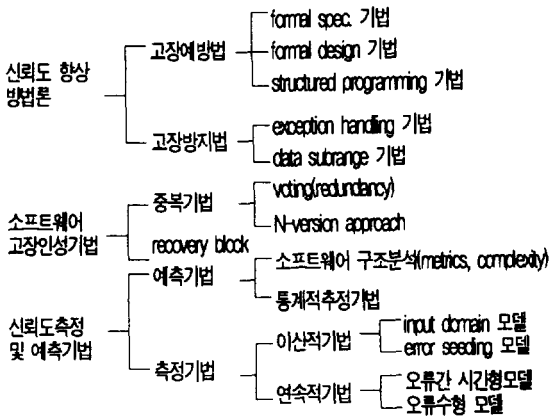 formal spec. 기법
고장예방법
formal design 기법
신뢰도 향상
방법론
structured programming 기법
exception handling 기법
고장방지법
data subrange 기법
voting(redundancy)
중복기법
소프트웨어
고장인성기법
N-version approach
recovery block
소프트웨어 구조분석(metrics, complexity)
예측기법
통계적추정기법
신뢰도측정
및 예측기법
input domain 모델
이산적기법
error seeding 모델
측정기법
오류간 시간형모델
연속적기법
오류수형 모델